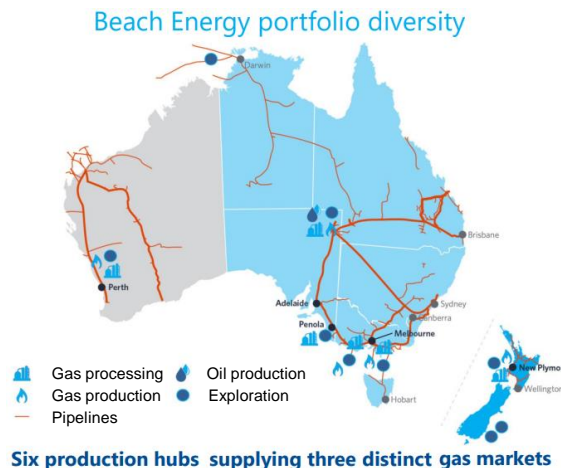 Beach Energy portfolio diversity
Darwin
Brisbane
Perth
Adelaide
Sydney
Canberra
Penola
Melbourne
New Plymo
Wellington
Hobart
Gas processing
Oil production
Gas production
Exploration
Pipelines
Six production hubs supplying three distinct gas markets